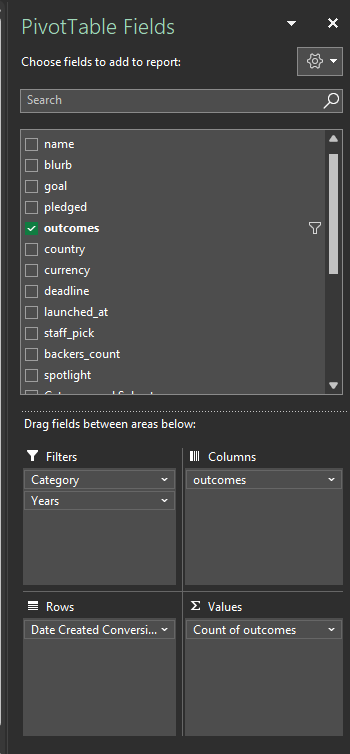 PivotTable Fields
Choose fields to add to report:
Search
name
blurb
goal
pledged
outcomes
country
currency
deadline
launched_at
staff_pick
backers_count
spotlight
Drag fields between areas below:
Filters
Columns
Category
outcomes
Years
Rows
Values
Date Created Conversi...
Count of outcomes